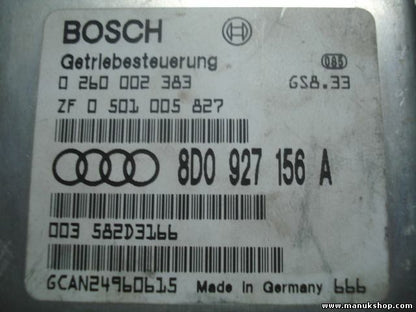 BOSCH
Getriebesteuerung 085
0 260 002 383 GS8.33
ZF 0 501 005 827
8D0 927 156 A
003 582D3166
GCAN24960615 Made in Germany 666
www.manukshop.com